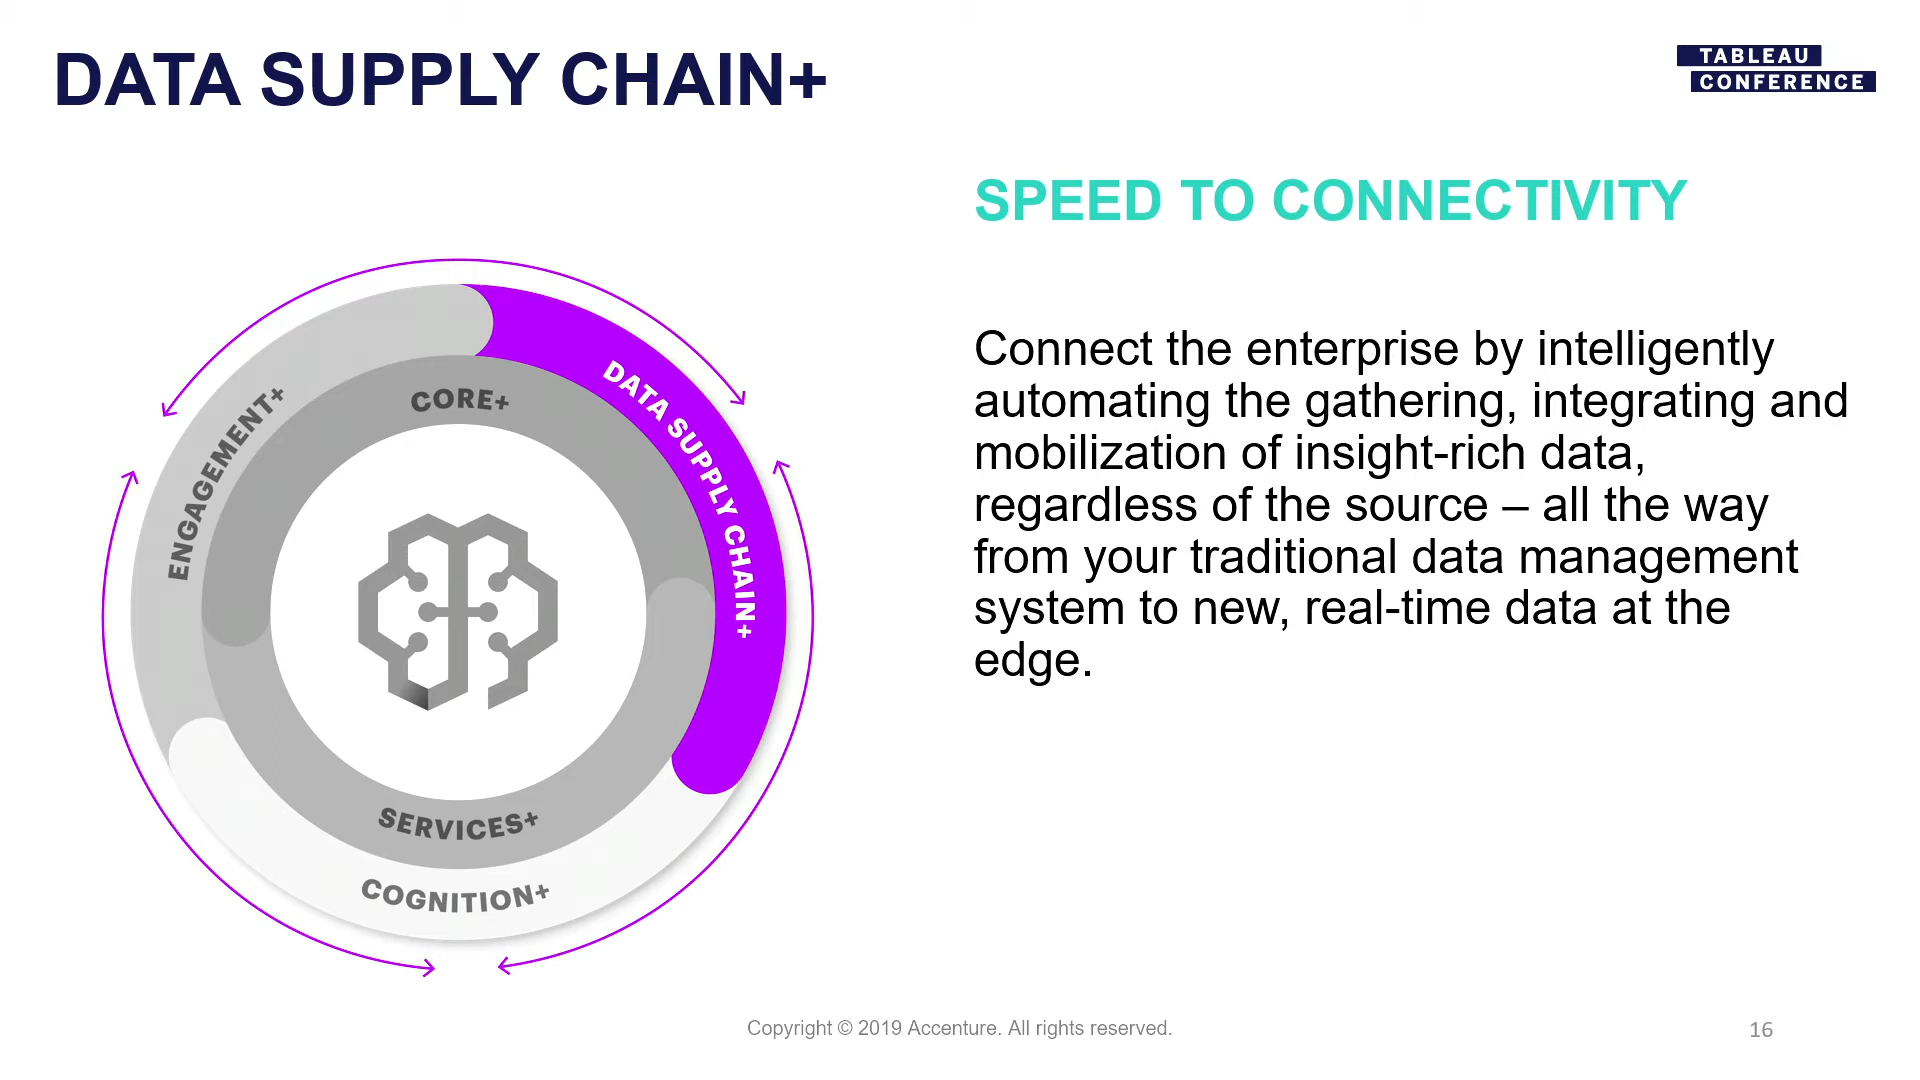 DATA SUPPLY CHAIN+
TABLEAU
CONFERENCE
SPEED TO CONNECTIVITY
Connect the enterprise by intelligently
automating the gathering, integrating and
mobilization of insight-rich data,
regardless of the source – all the way
from your traditional data management
system to new, real-time data at the
edge.
ENGAGEMENT+
CORE+
DATA SUPPLY CHAIN+
SERVICES+
COGNITION+
Copyright © 2019 Accenture. All rights reserved.
16